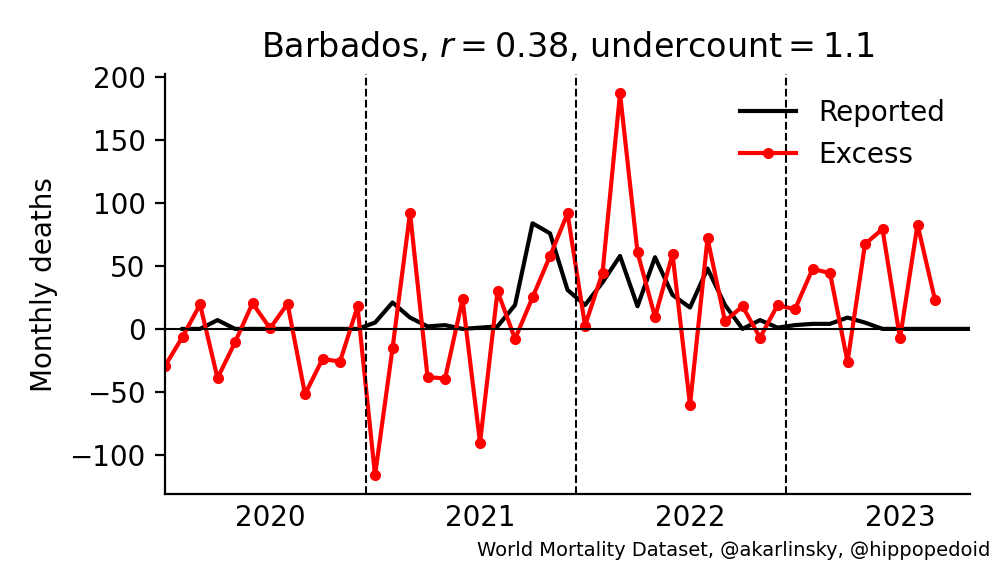 Barbados, r = 0.38, undercount = 1.1
Monthly deaths
200
150
100
50
0
−50
−100
Reported
Excess
2020 2021 2022 2023
World Mortality Dataset, @akarlinsky, @hippopedoid